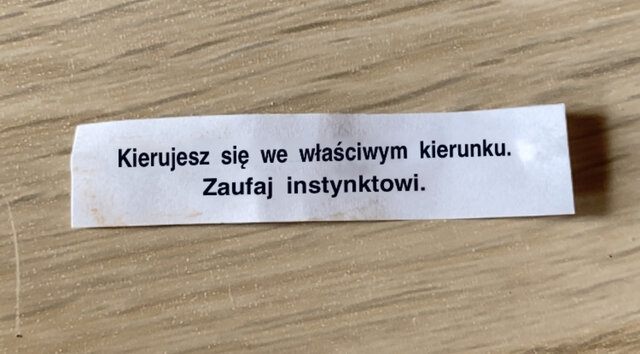 Kierujesz się we właściwym kierunku.
Zaufaj instynktowi.